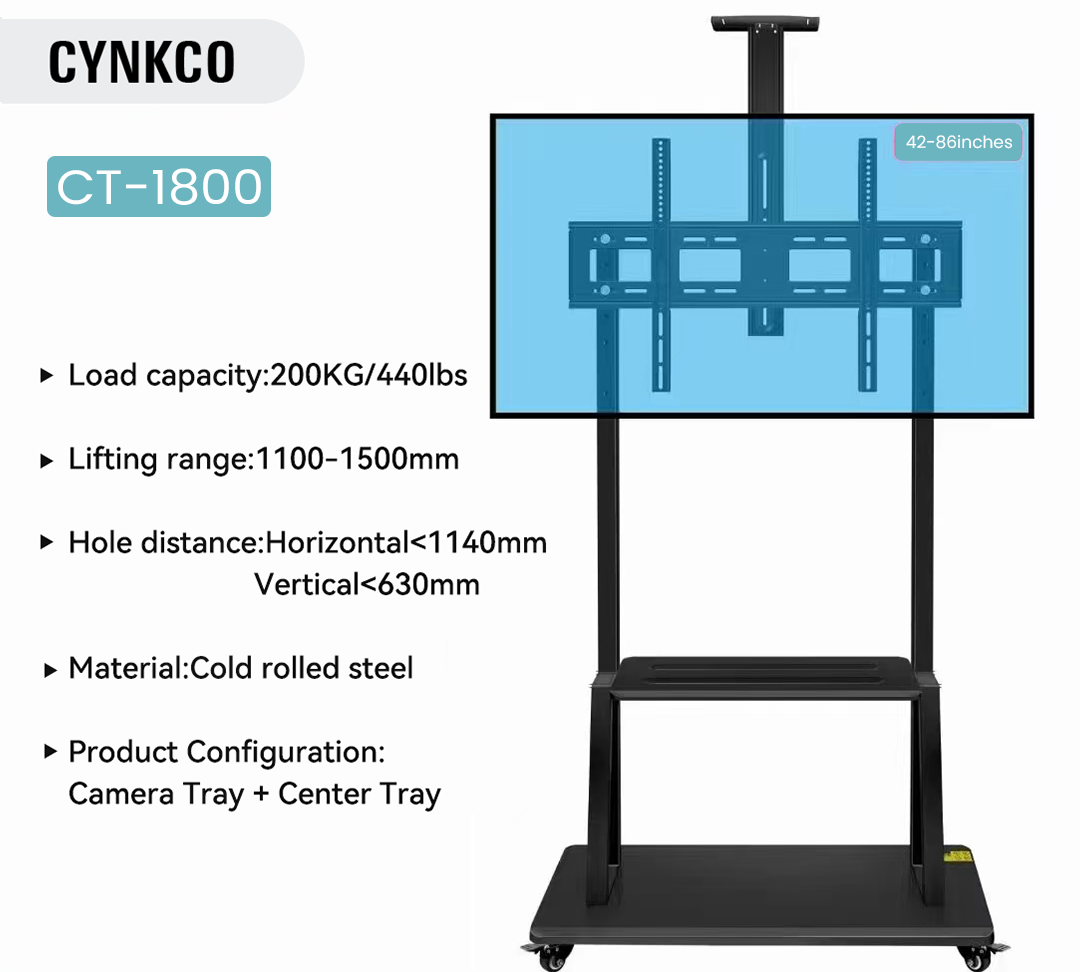 CYNKCO
CT-1800
42-86inches
Load capacity:200KG/440lbs
Lifting range:1100-1500mm
Hole distance:Horizontal<1140mm
Vertical<630mm
Material:Cold rolled steel
Product Configuration:
Camera Tray + Center Tray